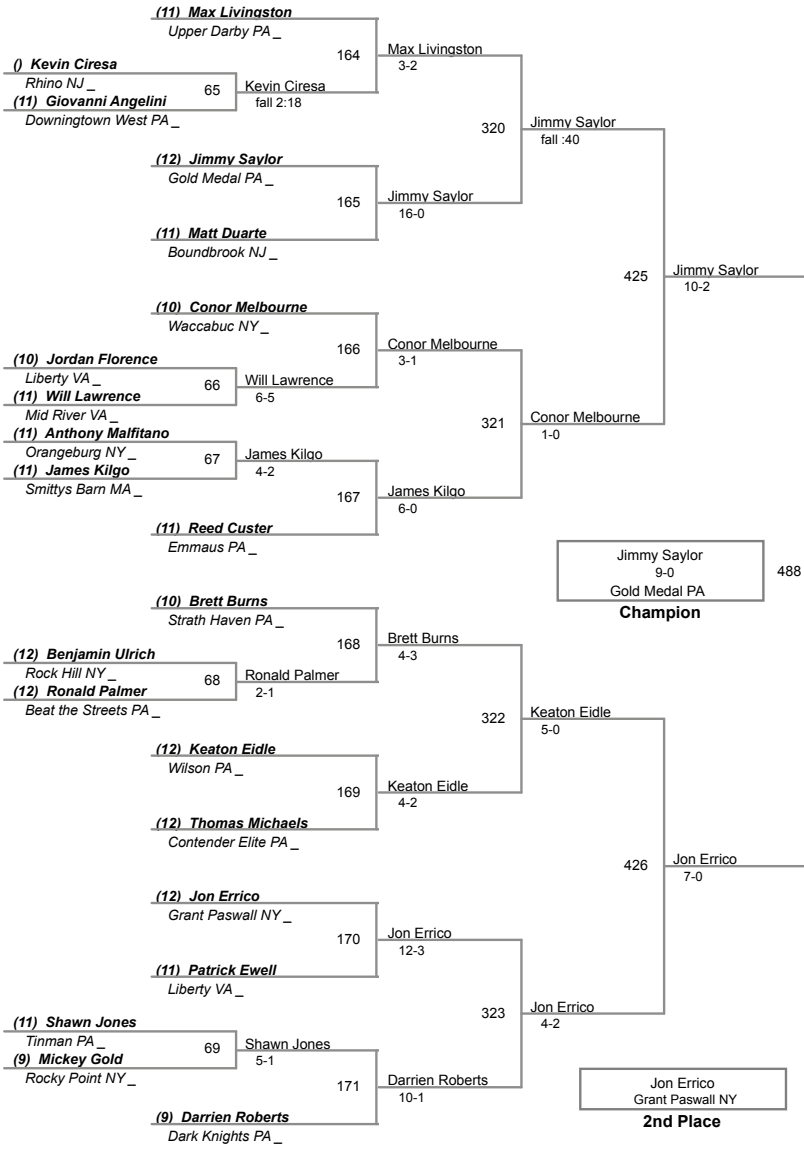 (11) Max Livingston
Upper Darby PA _
164
Max Livingston
3-2
() Kevin Ciresa
Rhino NJ _
65
Kevin Ciresa
fall 2:18
(11) Giovanni Angelini
Downingtown West PA _
320
Jimmy Saylor
fall :40
(12) Jimmy Saylor
Gold Medal PA _
165
Jimmy Saylor
16-0
(11) Matt Duarte
Boundbrook NJ _
425
Jimmy Saylor
10-2
(10) Conor Melbourne
Waccabuc NY _
166
Conor Melbourne
3-1
(10) Jordan Florence
Liberty VA _
66
Will Lawrence
6-5
(11) Will Lawrence
Mid River VA _
321
Conor Melbourne
1-0
(11) Anthony Malfitano
Orangeburg NY _
67
James Kilgo
4-2
(11) James Kilgo
Smittys Barn MA _
167
James Kilgo
6-0
(11) Reed Custer
Emmaus PA _
Jimmy Saylor
9-0
Gold Medal PA
488
Champion
(10) Brett Burns
Strath Haven PA _
168
Brett Burns
4-3
(12) Benjamin Ulrich
Rock Hill NY _
68
Ronald Palmer
2-1
(12) Ronald Palmer
Beat the Streets PA _
322
Keaton Eidle
5-0
(12) Keaton Eidle
Wilson PA _
169
Keaton Eidle
4-2
(12) Thomas Michaels
Contender Elite PA _
426
Jon Errico
7-0
(12) Jon Errico
Grant Paswall NY _
170
Jon Errico
12-3
(11) Patrick Ewell
Liberty VA _
323
Jon Errico
4-2
(11) Shawn Jones
Tinman PA _
69
Shawn Jones
5-1
(9) Mickey Gold
Rocky Point NY _
171
Darrien Roberts
10-1
(9) Darrien Roberts
Dark Knights PA _
Jon Errico
Grant Paswall NY
2nd Place